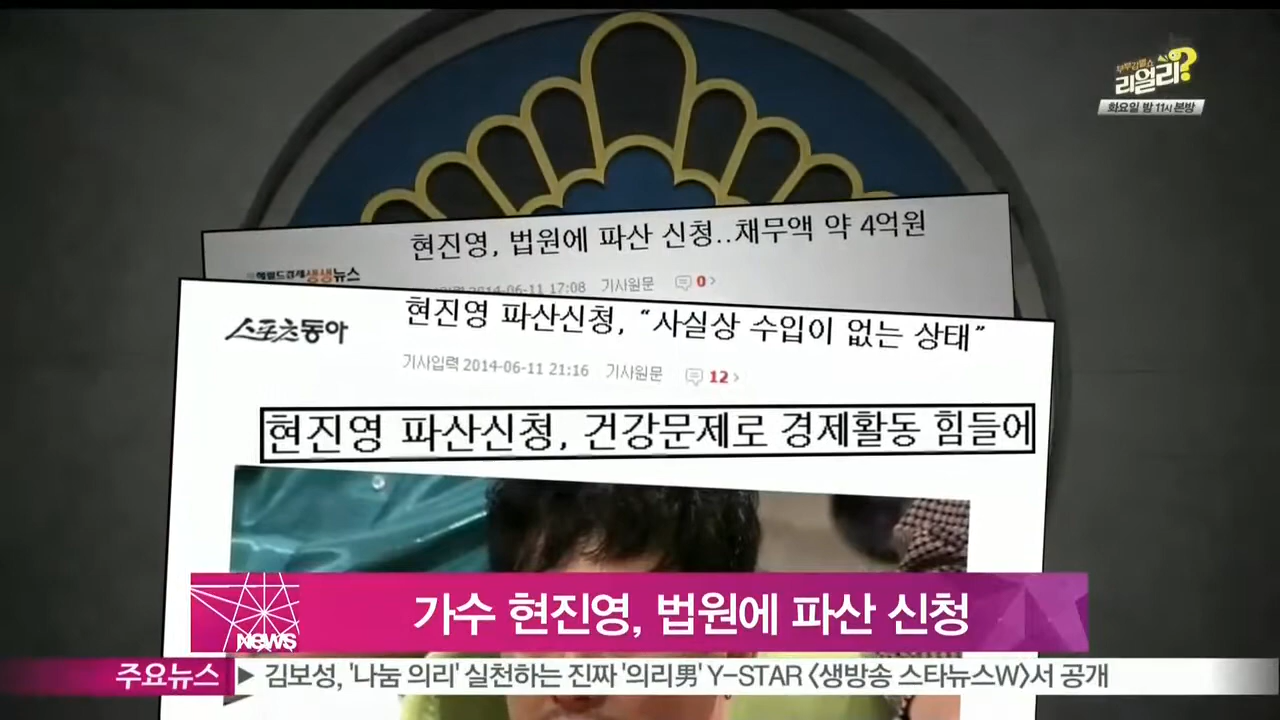 리얼리?
화요일 밤 11시 본방
현진영, 법원에 파산 신청..채무액 약 4억원
헤럴드경제 생생뉴스
2014-06-11 17:08 기사원문 0
현진영 파산신청, “사실상 수입이 없는 상태”
스포츠동아
기사입력 2014-06-11 21:16 기사원문 12
현진영 파산신청, 건강문제로 경제활동 힘들어
NEWS
가수 현진영, 법원에 파산 신청
주요뉴스 ▶ 김보성, '나눔 의리' 실천하는 진짜 '의리男' Y-STAR <생방송 스타뉴스W>서 공개